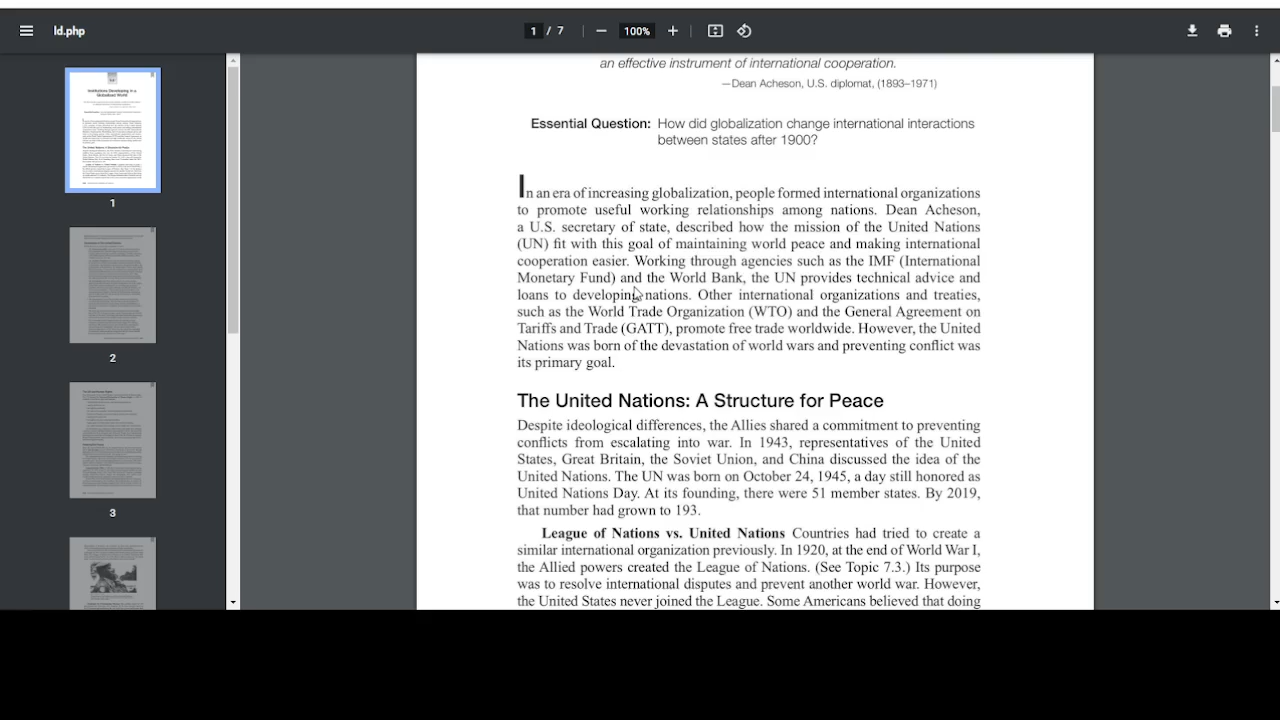 ld.php
1 / 7
100%
Institutions Developing in a
Globalized World
1
2
3
an effective instrument of international cooperation.
—Dean Acheson, U.S. diplomat, (1893–1971)
Essential Question: How did globalization change international interactions
between states after 1900?
In an era of increasing globalization, people formed international organizations
to promote useful working relationships among nations. Dean Acheson,
a U.S. secretary of state, described how the mission of the United Nations
(UN) fit with this goal of maintaining world peace and making international
cooperation easier. Working through agencies such as the IMF (International
Monetary Fund) and the World Bank, the UN provides technical advice and
loans to developing nations. Other international organizations and treaties,
such as the World Trade Organization (WTO) and the General Agreement on
Tariffs and Trade (GATT), promote free trade worldwide. However, the United
Nations was born of the devastation of world wars and preventing conflict was
its primary goal.
The United Nations: A Structure for Peace
Despite ideological differences, the Allies shared a commitment to preventing
conflicts from escalating into war. In 1943, representatives of the United
States, Great Britain, the Soviet Union, and China discussed the idea of the
United Nations. The UN was born on October 24, 1945, a day still honored as
United Nations Day. At its founding, there were 51 member states. By 2019,
that number had grown to 193.
League of Nations vs. United Nations Countries had tried to create a
similar international organization previously. In 1920, at the end of World War I,
the Allied powers created the League of Nations. (See Topic 7.3.) Its purpose
was to resolve international disputes and prevent another world war. However,
the United States never joined the League. Some Americans believed that doing